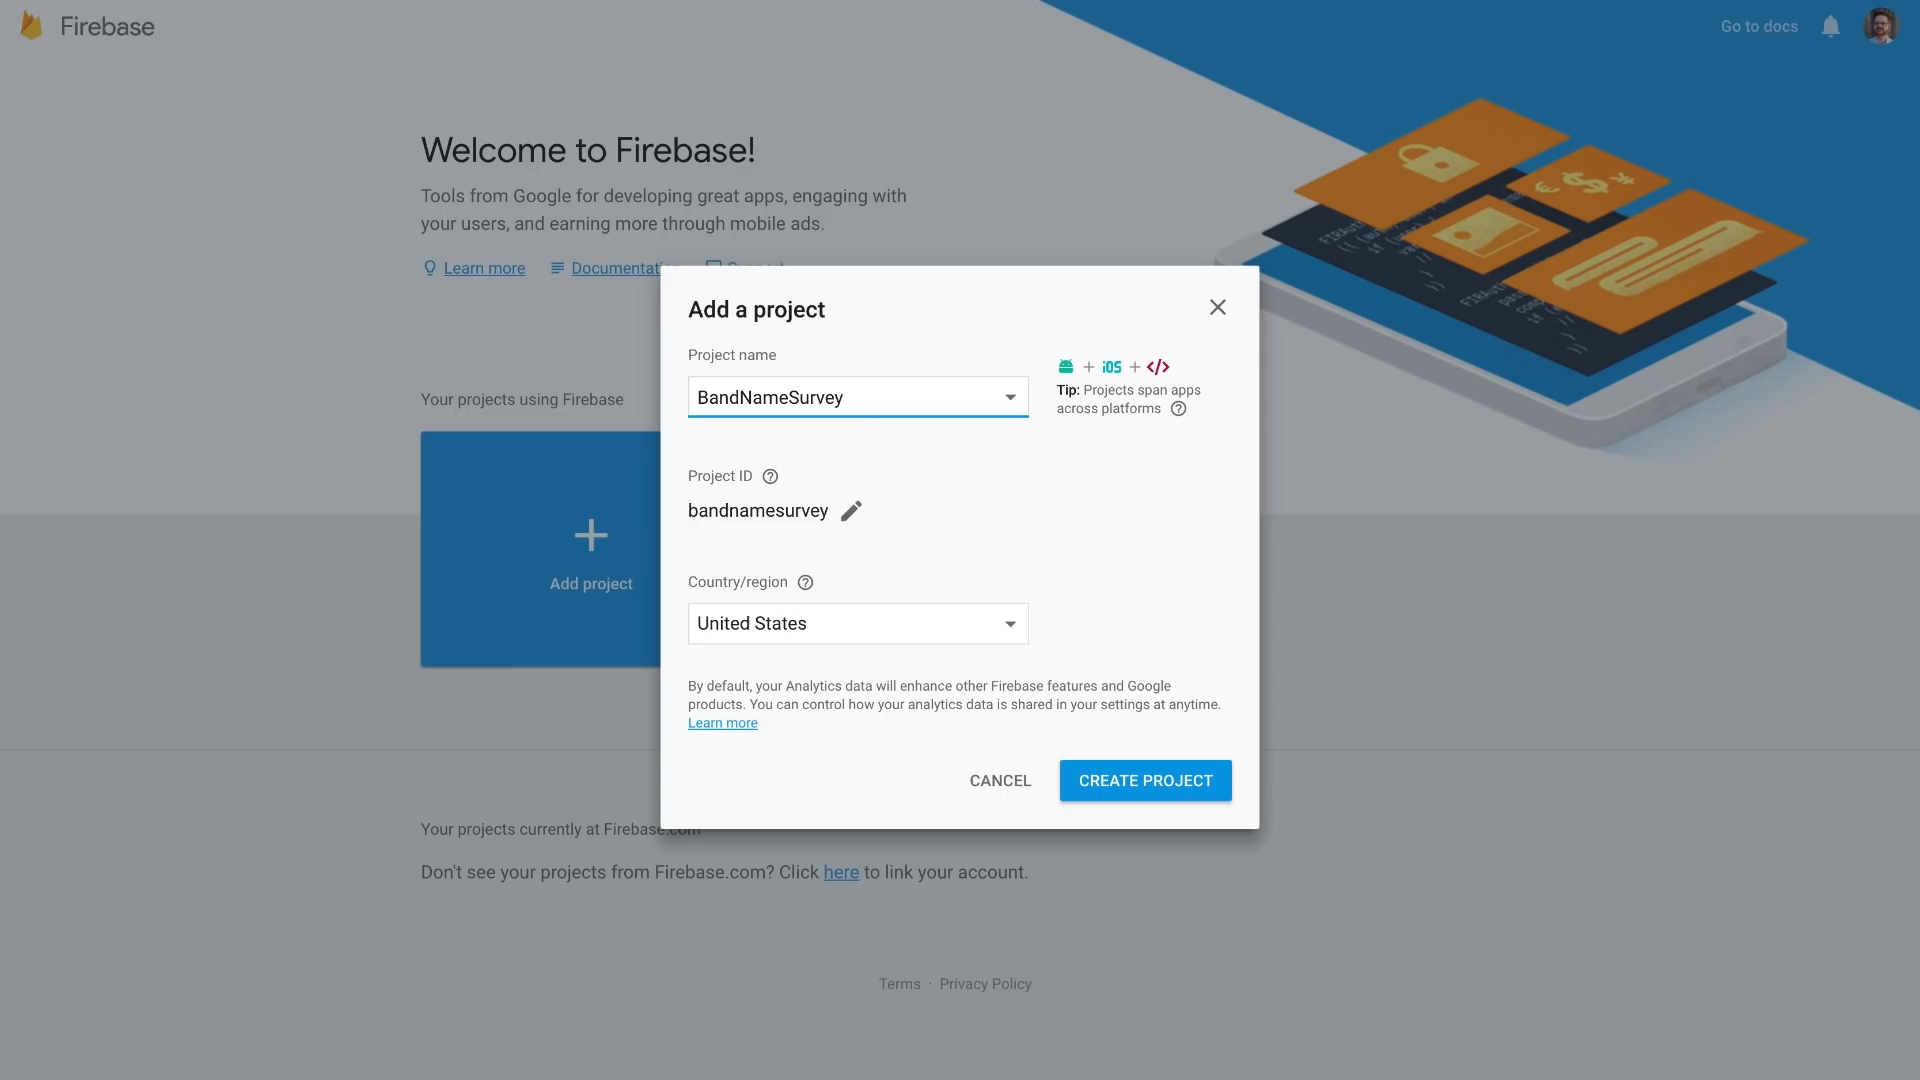 Firebase
Go to docs
Welcome to Firebase!
Tools from Google for developing great apps, engaging with
your users, and earning more through mobile ads.
Learn more Documentation Support
Add a project
Project name
BandNameSurvey
+ iOS + </>
Tip: Projects span apps
across platforms
Your projects using Firebase
Project ID
bandnamesurvey
Add project
Country/region
United States
By default, your Analytics data will enhance other Firebase features and Google
products. You can control how your analytics data is shared in your settings at anytime.
Learn more
CANCEL CREATE PROJECT
Your projects currently at Firebase.com
Don't see your projects from Firebase.com? Click here to link your account.
Terms · Privacy Policy